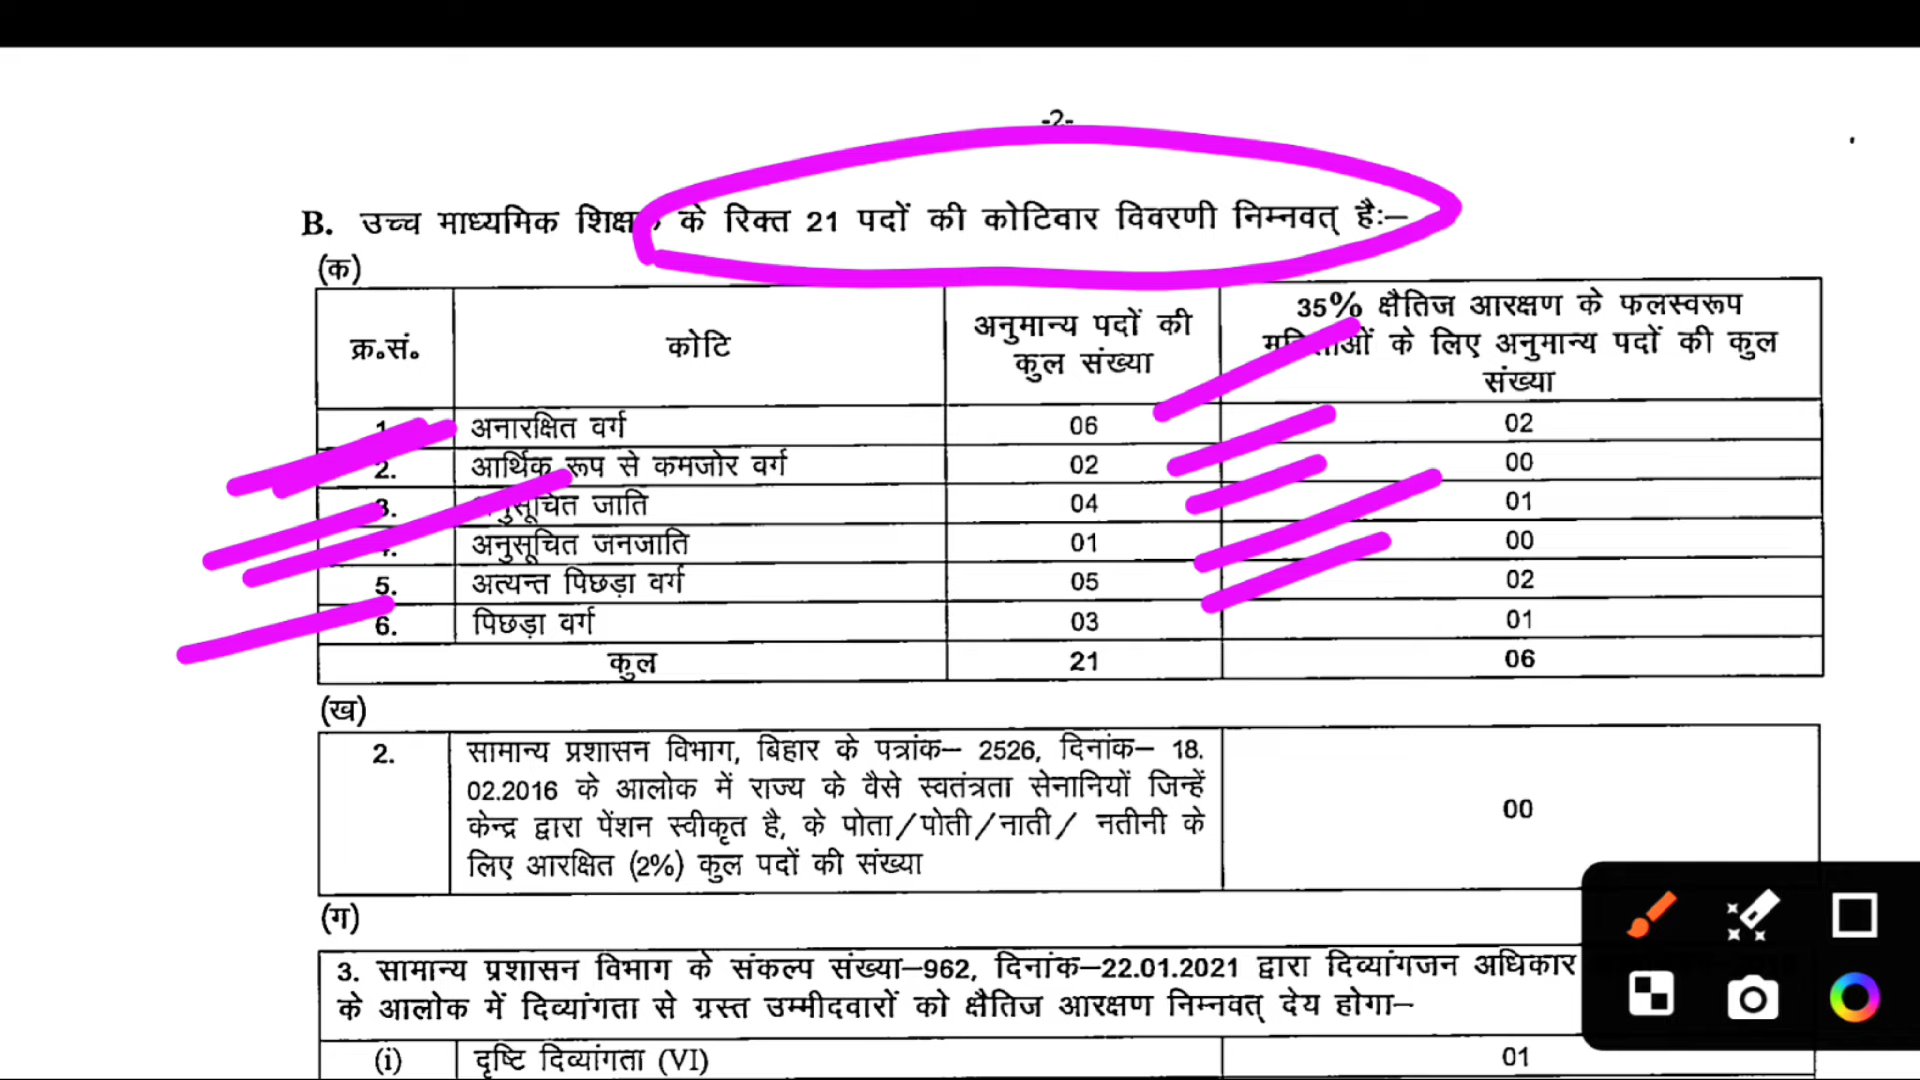 -2-
B. उच्च माध्यमिक शिक्षक के रिक्त 21 पदों की कोटिवार विवरणी निम्नवत् है:–
(क)
क्र.सं. कोटि अनुमान्य पदों की कुल संख्या 35% क्षैतिज आरक्षण के फलस्वरूप महिलाओं के लिए अनुमान्य पदों की कुल संख्या
1. अनारक्षित वर्ग 06 02
2. आर्थिक रूप से कमजोर वर्ग 02 00
3. अनुसूचित जाति 04 01
अनुसूचित जनजाति 01 00
5. अत्यन्त पिछड़ा वर्ग 05 02
6. पिछड़ा वर्ग 03 01
कुल 21 06
(ख)
2. सामान्य प्रशासन विभाग, बिहार के पत्रांक– 2526, दिनांक– 18.
02.2016 के आलोक में राज्य के वैसे स्वतंत्रता सेनानियों जिन्हें
केन्द्र द्वारा पेंशन स्वीकृत है, के पोता/पोती/नाती/ नतीनी के 00
लिए आरक्षित (2%) कुल पदों की संख्या
(ग)
3. सामान्य प्रशासन विभाग के संकल्प संख्या–962, दिनांक–22.01.2021 द्वारा दिव्यांगजन अधिकार
के आलोक में दिव्यांगता से ग्रस्त उम्मीदवारों को क्षैतिज आरक्षण निम्नवत् देय होगा–
(i) दृष्टि दिव्यांगता (VI) 01